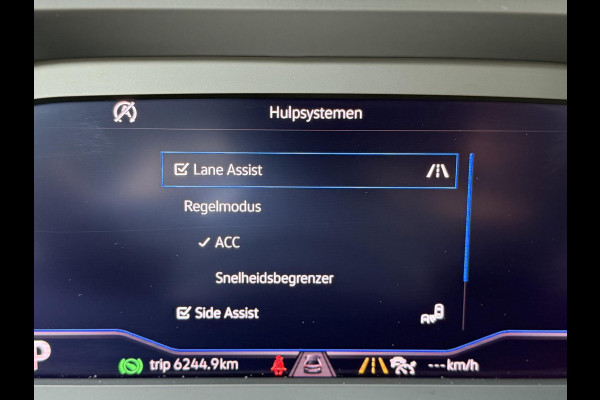 Hulpsystemen
Lane Assist
Regelmodus
ACC
Snelheidsbegrenzer
Side Assist
P
trip 6244.9km
---km/h